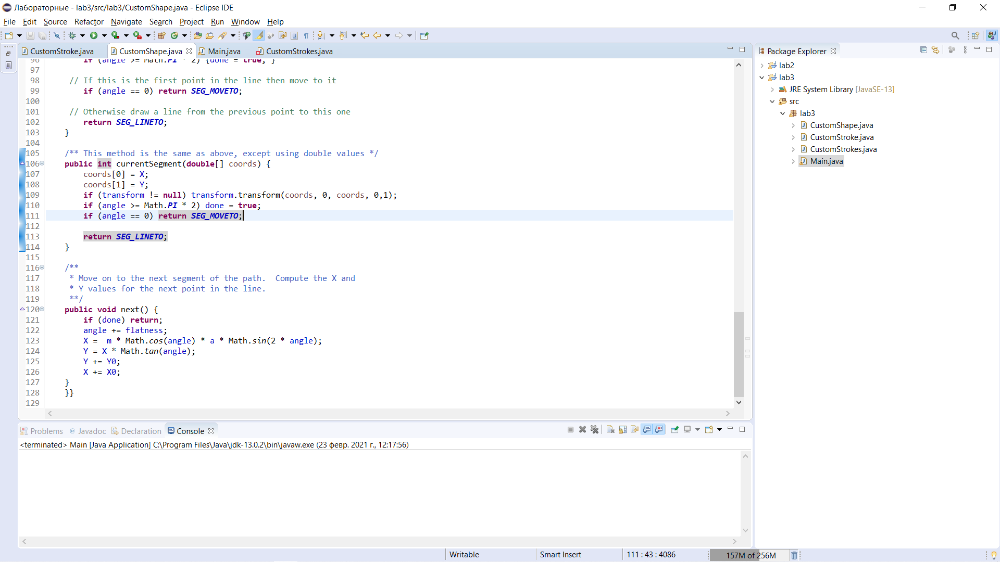 Лабораторные - lab3/src/lab3/CustomShape.java - Eclipse IDE
File Edit Source Refactor Navigate Search Project Run Window Help
CustomStroke.java CustomShape.java Main.java CustomStrokes.java
96 if (angle >= Math.PI * 2) {done = true; }
97
98 // If this is the first point in the line then move to it
99 if (angle == 0) return SEG_MOVETO;
100
101 // Otherwise draw a line from the previous point to this one
102 return SEG_LINETO;
103 }
104
105 /** This method is the same as above, except using double values */
106 public int currentSegment(double[] coords) {
107 coords[0] = X;
108 coords[1] = Y;
109 if (transform != null) transform.transform(coords, 0, coords, 0,1);
110 if (angle >= Math.PI * 2) done = true;
111 if (angle == 0) return SEG_MOVETO;
112
113 return SEG_LINETO;
114 }
115
116 /**
117 * Move on to the next segment of the path.  Compute the X and
118 * Y values for the next point in the line.
119 **/
120 public void next() {
121 if (done) return;
122 angle += flatness;
123 X =  m * Math.cos(angle) * a * Math.sin(2 * angle);
124 Y = X * Math.tan(angle);
125 Y += Y0;
126 X += X0;
127 }
128 }}
129
Package Explorer
lab2
lab3
JRE System Library [JavaSE-13]
src
lab3
CustomShape.java
CustomStroke.java
CustomStrokes.java
Main.java
Problems @ Javadoc Declaration Console
<terminated> Main [Java Application] C:\Program Files\Java\jdk-13.0.2\bin\javaw.exe (23 февр. 2021 г., 12:17:56)
Writable Smart Insert 111 : 43 : 4086 157M of 256M